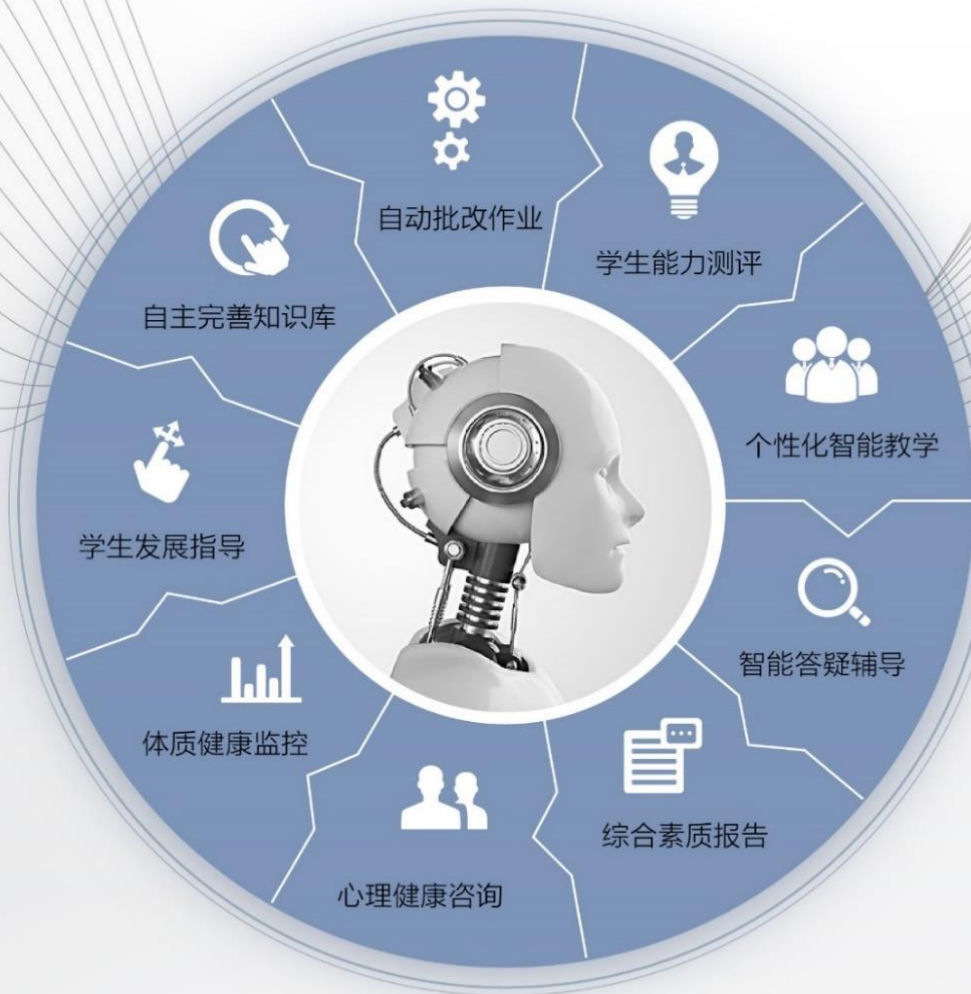 自动批改作业
学生能力测评
个性化智能教学
智能答疑辅导
综合素质报告
心理健康咨询
体质健康监控
学生发展指导
自主完善知识库